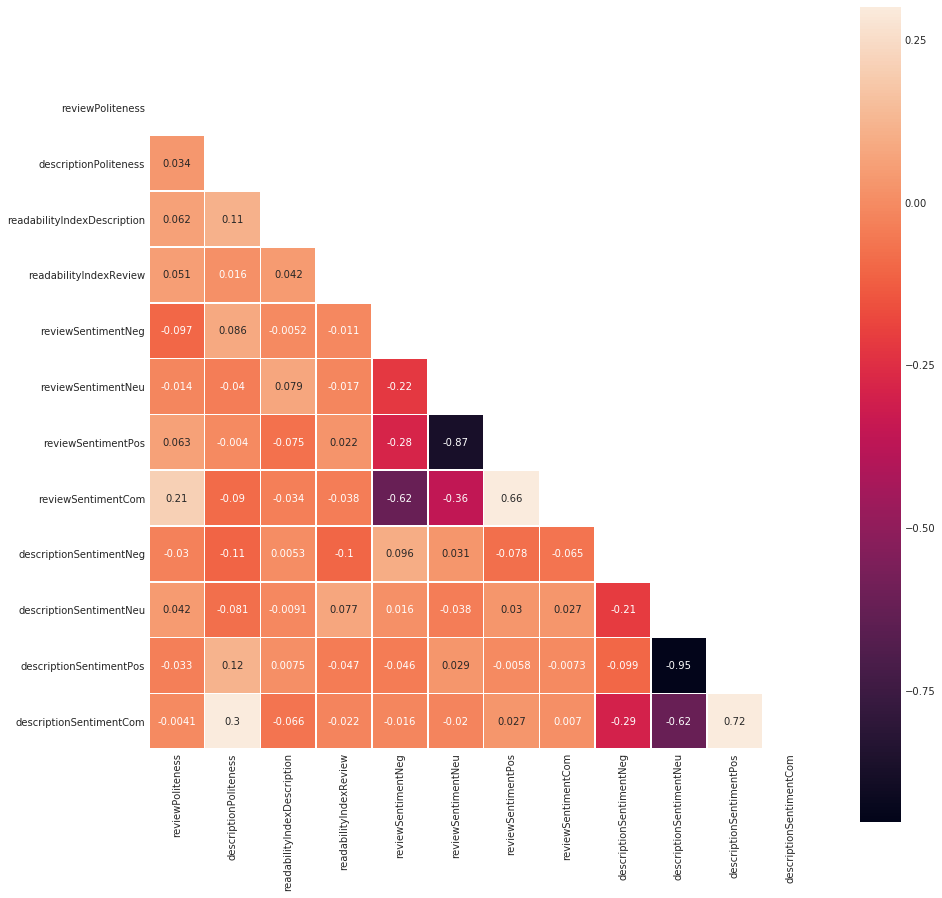 0.25
reviewPoliteness
descriptionPoliteness 0.034
0.00
readabilityIndexDescription 0.062 0.11
readabilityIndexReview 0.051 0.016 0.042
reviewSentimentNeg -0.097 0.086 -0.0052 -0.011
−0.25
reviewSentimentNeu -0.014 -0.04 0.079 -0.017 -0.22
reviewSentimentPos 0.063 -0.004 -0.075 0.022 -0.28 -0.87
reviewSentimentCom 0.21 -0.09 -0.034 -0.038 -0.62 -0.36 0.66
−0.50
descriptionSentimentNeg -0.03 -0.11 0.0053 -0.1 0.096 0.031 -0.078 -0.065
descriptionSentimentNeu 0.042 -0.081 -0.0091 0.077 0.016 -0.038 0.03 0.027 -0.21
descriptionSentimentPos -0.033 0.12 0.0075 -0.047 -0.046 0.029 -0.0058 -0.0073 -0.099 -0.95
−0.75
descriptionSentimentCom -0.0041 0.3 -0.066 -0.022 -0.016 -0.02 0.027 0.007 -0.29 -0.62 0.72
reviewPoliteness
descriptionPoliteness
readabilityIndexDescription
readabilityIndexReview
reviewSentimentNeg
reviewSentimentNeu
reviewSentimentPos
reviewSentimentCom
descriptionSentimentNeg
descriptionSentimentNeu
descriptionSentimentPos
descriptionSentimentCom